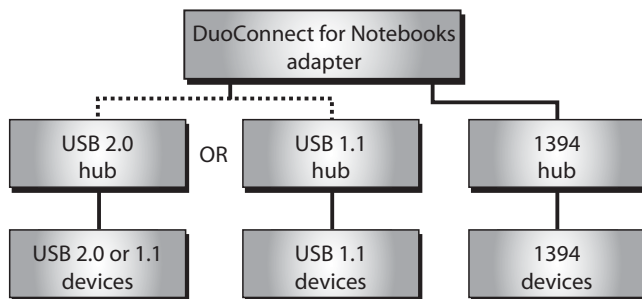 DuoConnect for Notebooks
adapter
USB 2.0
hub
OR
USB 1.1
hub
1394
hub
USB 2.0 or 1.1
devices
USB 1.1
devices
1394
devices